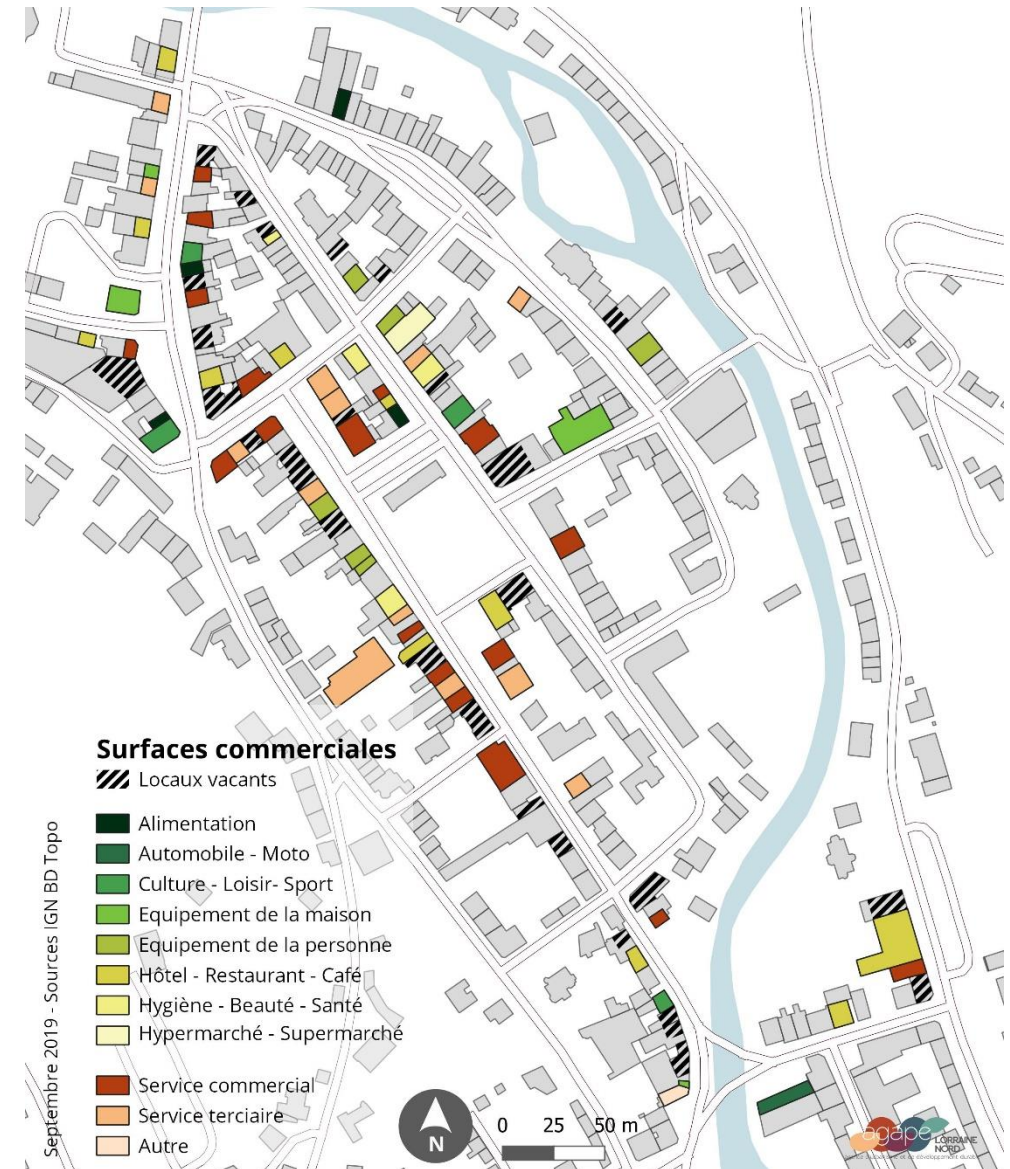 Surfaces commerciales
Locaux vacants
Alimentation
Automobile - Moto
Culture - Loisir- Sport
Equipement de la maison
Equipement de la personne
Hôtel - Restaurant - Café
Hygiène - Beauté - Santé
Hypermarché - Supermarché
Service commercial
Service terciaire
Autre
Septembre 2019 - Sources IGN BD Topo
N
0 25 50 m
agape LORRAINE
NORD